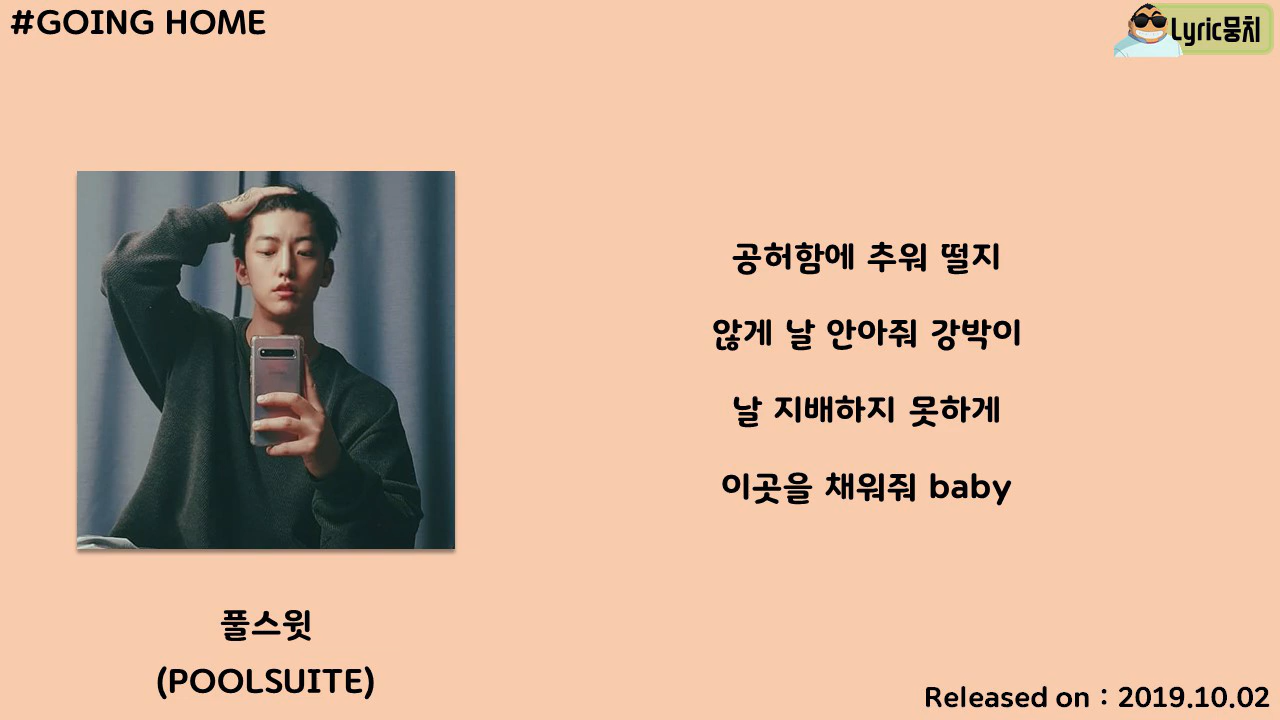 #GOING HOME
Lyric뭉치
공허함에 추워 떨지
않게 날 안아줘 강박이
날 지배하지 못하게
이곳을 채워줘 baby
풀스윗
(POOLSUITE)
Released on : 2019.10.02